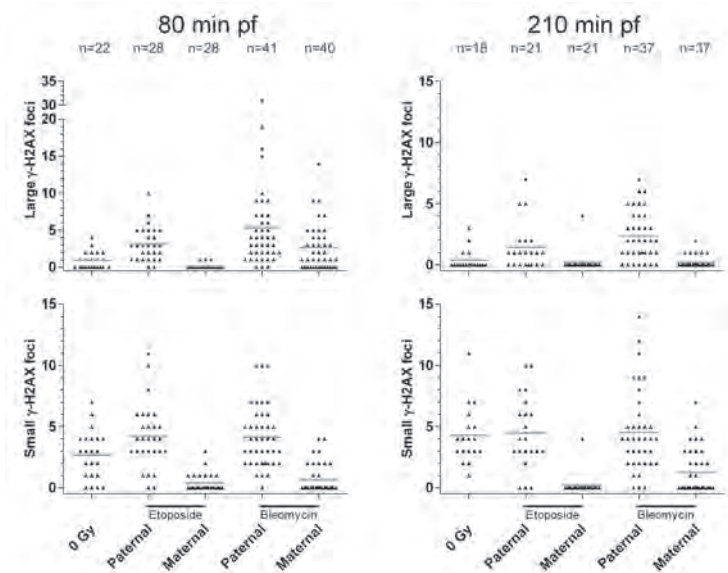 80 min pf
210 min pf
n=22 n=28 n=28 n=41 n=40
n=18 n=21 n=21 n=37 n=37
Large γ-H2AX foci
35
30
20
15
10
5
0
Large γ-H2AX foci
15
10
5
0
Small γ-H2AX foci
15
10
5
0
Small γ-H2AX foci
15
10
5
0
Etoposide Bleomycin
0 Gy Paternal Maternal Paternal Maternal
Etoposide Bleomycin
0 Gy Paternal Maternal Paternal Maternal